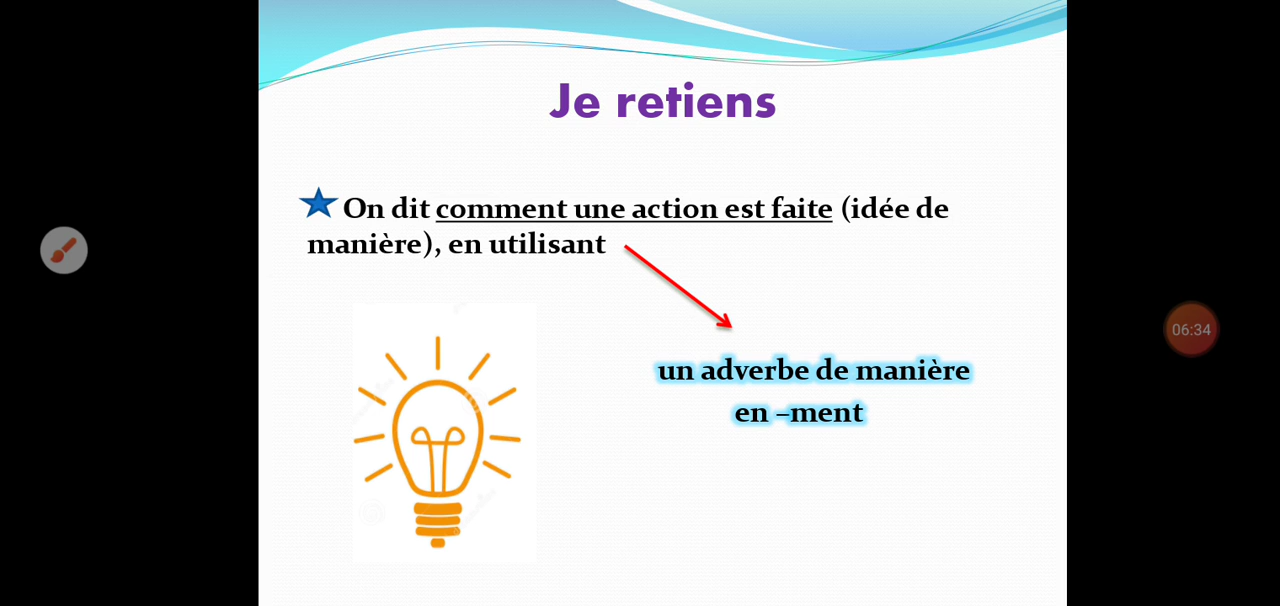 Je retiens
On dit comment une action est faite (idée de
manière), en utilisant
06:34
un adverbe de manière
en –ment